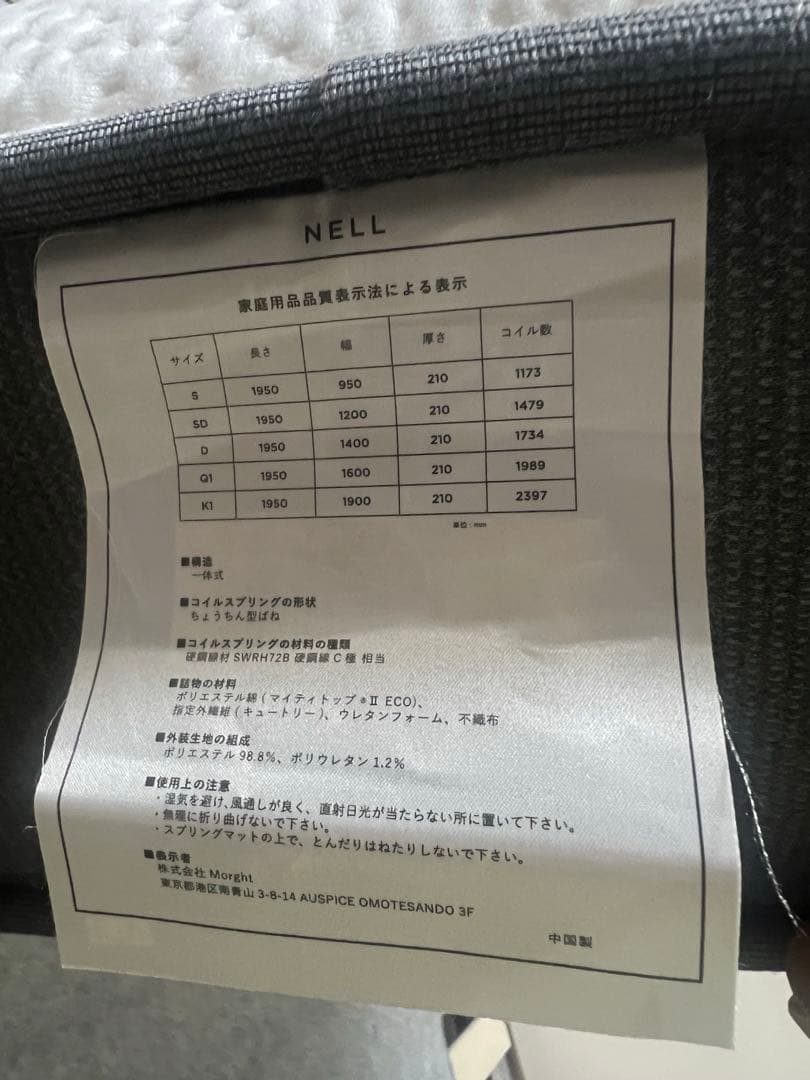 NELL
家庭用品品質表示法による表示
サイズ 長さ 幅 厚さ コイル数
S 1950 950 210 1173
SD 1950 1200 210 1479
D 1950 1400 210 1734
Q1 1950 1600 210 1989
K1 1950 1900 210 2397
単位:mm
■構造
一体式
■コイルスプリングの形状
ちょうちん型ばね
■コイルスプリングの材料の種類
硬鋼線材 SWRH72B 硬鋼線 C 種 相当
■詰物の材料
ポリエステル綿 (マイティトップ®Ⅱ ECO)、
指定外繊維 (キュートリー)、ウレタンフォーム、不織布
■外装生地の組成
ポリエステル 98.8%、ポリウレタン 1.2%
■使用上の注意
・湿気を避け、風通しが良く、直射日光が当たらない所に置いて下さい。
・無理に折り曲げないで下さい。
・スプリングマットの上で、とんだりはねたりしないで下さい。
■表示者
株式会社 Morght
東京都港区南青山 3-8-14 AUSPICE OMOTESANDO 3F
中国製